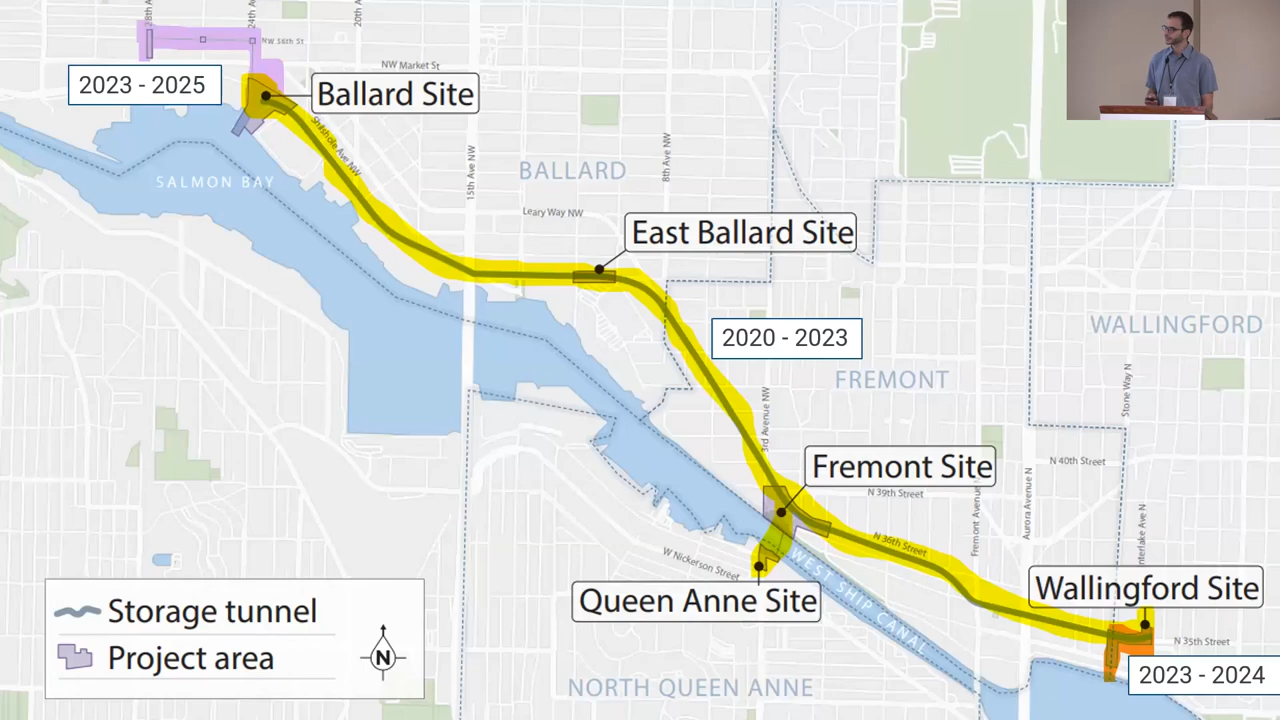 28th A
24th A
20th A
NW 56th St
NW Market St
2023 - 2025
Ballard Site
Shilshole Ave NW
15th Ave NW
8th Ave NW
BALLARD
SALMON BAY
Leary Way NW
East Ballard Site
2020 - 2023
WALLINGFORD
FREMONT
Stone Way N
3rd Avenue NW
N 40th Street
Fremont Site
N 39th Street
Fremont Avenue N
Aurora Avenue N
nterlake Ave N
N 36th Street
W Nickerson Street
WEST SHIP CANAL
Queen Anne Site
Wallingford Site
N 35th Street
2023 - 2024
NORTH QUEEN ANNE
Storage tunnel
Project area
N